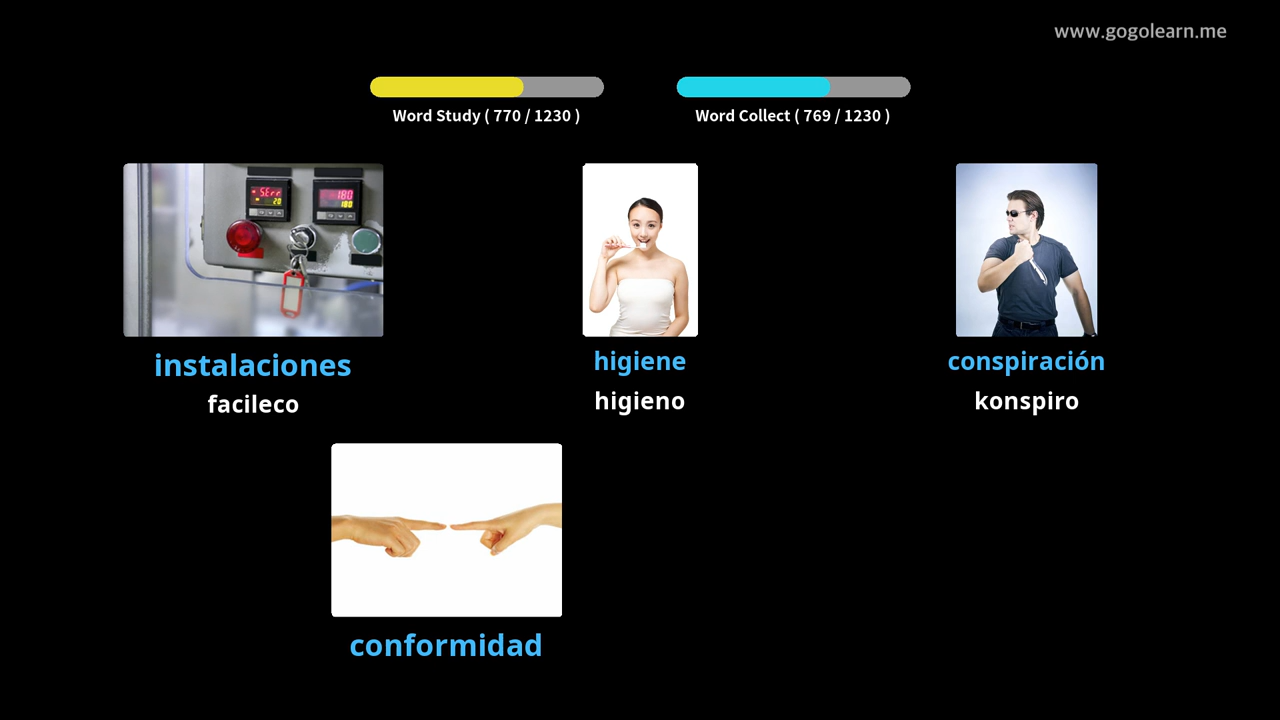 www.gogolearn.me
Word Study ( 770 / 1230 )
Word Collect ( 769 / 1230 )
instalaciones
facileco
higiene
higieno
conspiración
konspiro
conformidad